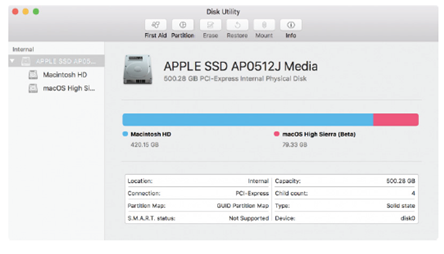 Disk Utility
First Aid Partition Erase Restore Mount Info
Internal
APPLE SSD AP05...
Macintosh HD
macOS High Si...
APPLE SSD AP0512J Media
500.28 GB PCI-Express Internal Physical Disk
Macintosh HD
420.15 GB
macOS High Sierra (Beta)
79.33 GB
Location: Internal
Capacity: 500.28 GB
Connection: PCI-Express
Child count: 4
Partition Map: GUID Partition Map
Type: Solid state
S.M.A.R.T. status: Not Supported
Device: disk0